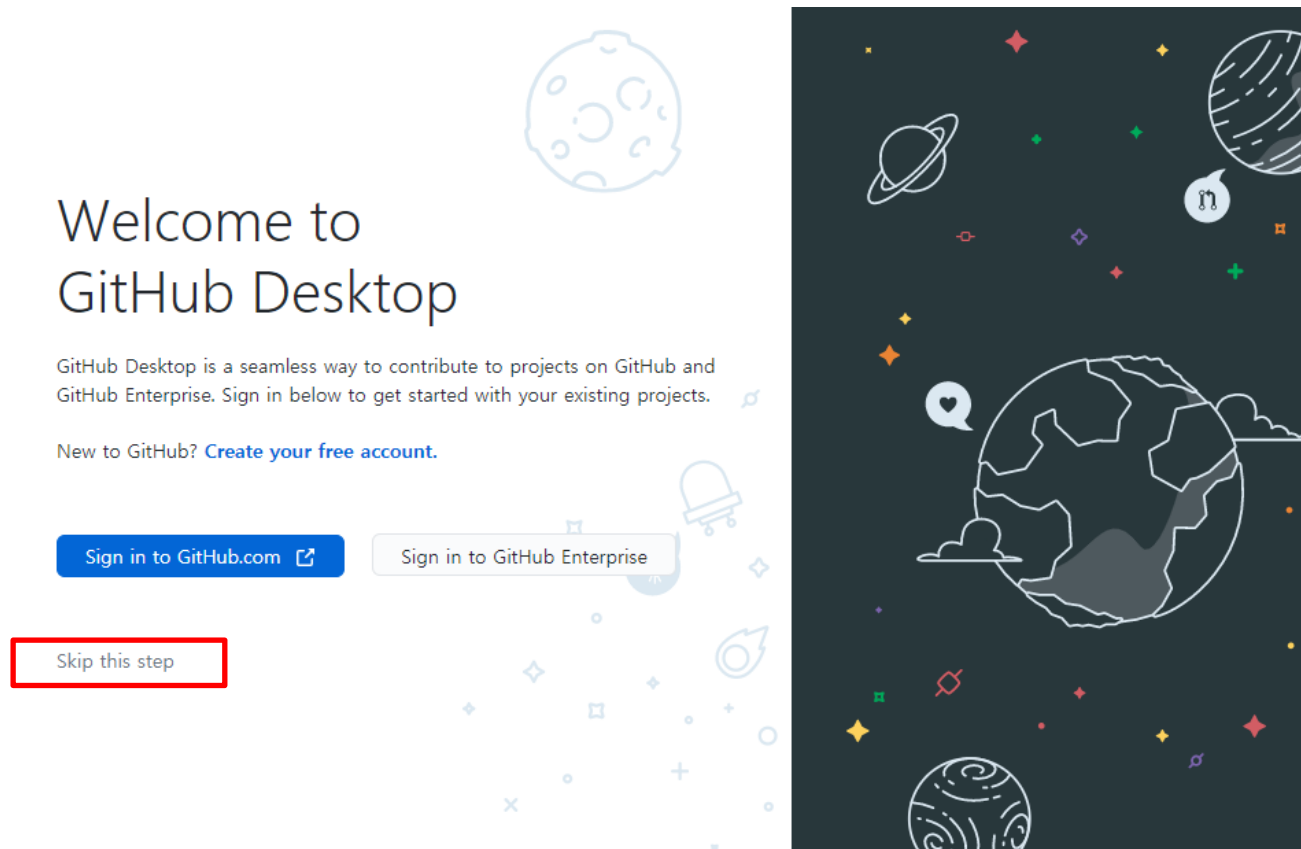 Welcome to
GitHub Desktop
GitHub Desktop is a seamless way to contribute to projects on GitHub and
GitHub Enterprise. Sign in below to get started with your existing projects.
New to GitHub? Create your free account.
Sign in to GitHub.com
Sign in to GitHub Enterprise
Skip this step